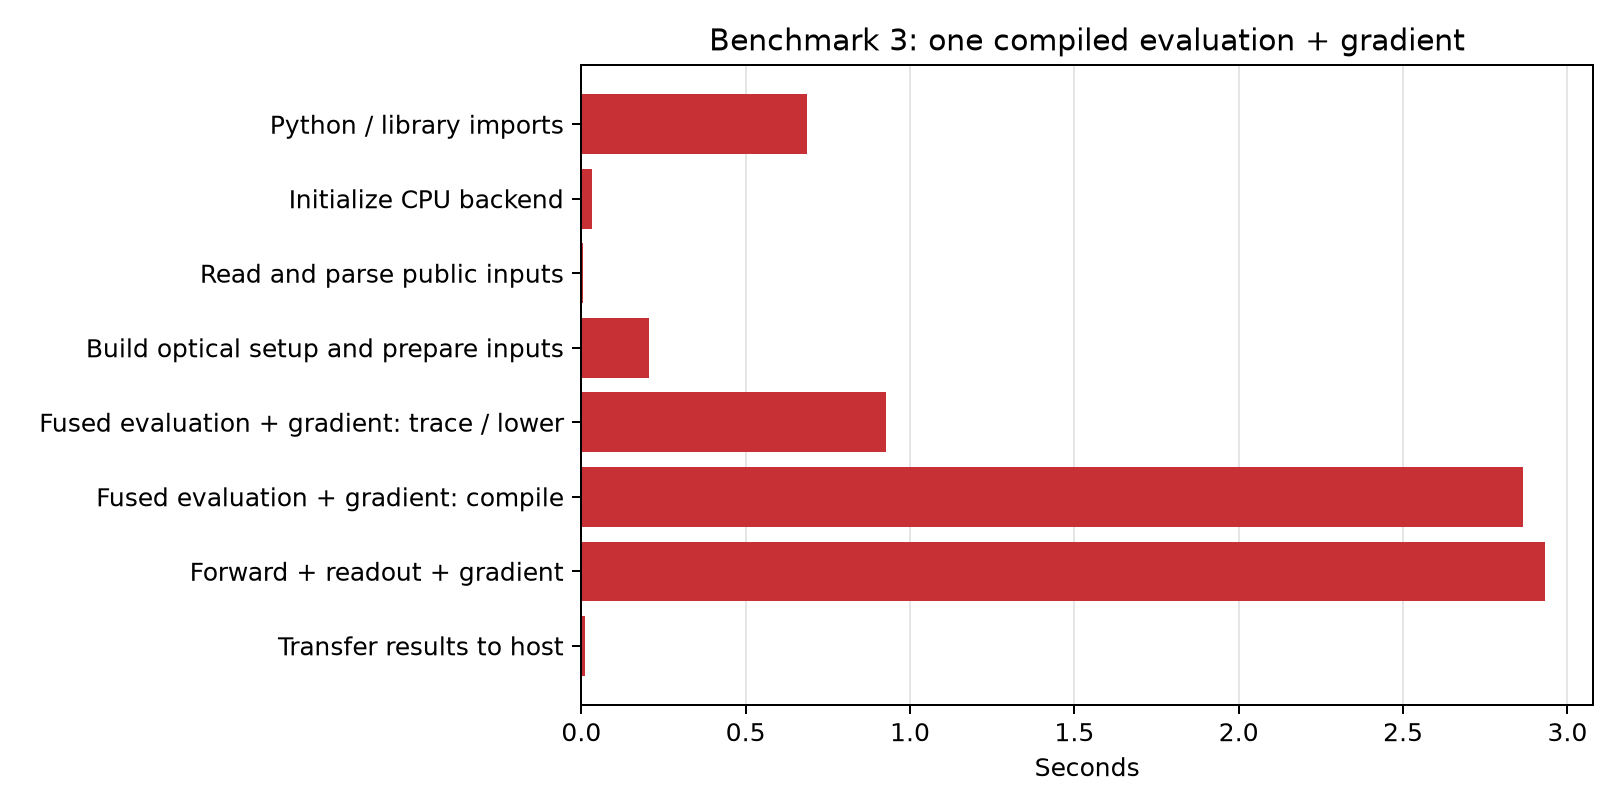 Benchmark 3: one compiled evaluation + gradient
Python / library imports
Initialize CPU backend
Read and parse public inputs
Build optical setup and prepare inputs
Fused evaluation + gradient: trace / lower
Fused evaluation + gradient: compile
Forward + readout + gradient
Transfer results to host
0.0 0.5 1.0 1.5 2.0 2.5 3.0
Seconds